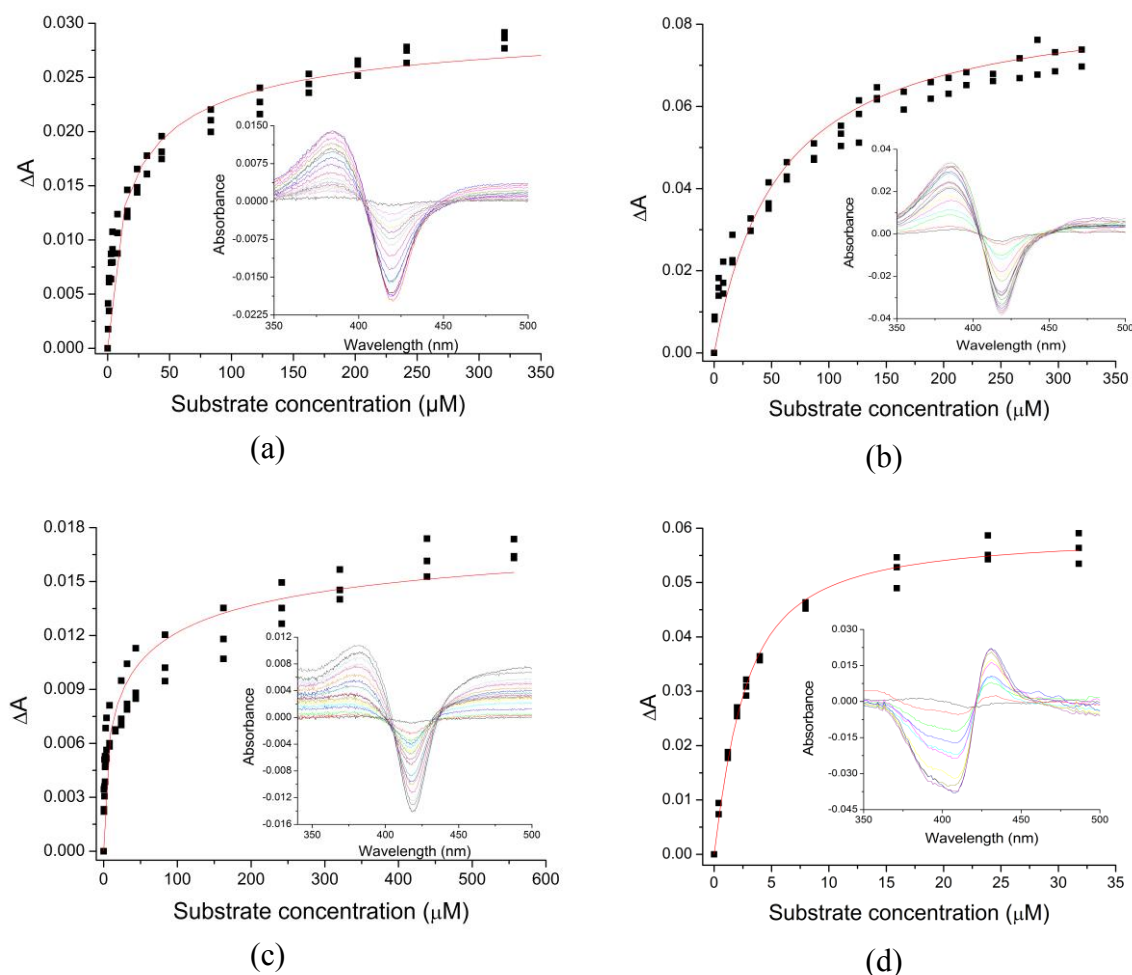 0.030
0.025
0.020
0.015
0.010
0.005
0.000
ΔA
0 50 100 150 200 250 300 350
Substrate concentration (µM)
0.0150
0.0075
0.0000
-0.0075
-0.0150
-0.0225
Absorbance
350 400 450 500
Wavelength (nm)
(a)
0.08
0.06
0.04
0.02
0.00
ΔA
0 50 100 150 200 250 300 350
Substrate concentration (μM)
0.04
0.02
0.00
-0.02
-0.04
Absorbance
350 400 450 500
Wavelength (nm)
(b)
0.018
0.015
0.012
0.009
0.006
0.003
0.000
ΔA
0 100 200 300 400 500 600
Substrate concentration (μM)
0.012
0.008
0.004
0.000
-0.004
-0.008
-0.012
-0.016
Absorbance
350 400 450 500
Wavelength (nm)
(c)
0.06
0.05
0.04
0.03
0.02
0.01
0.00
ΔA
0 5 10 15 20 25 30 35
Substrate concentration (μM)
0.030
0.015
0.000
-0.015
-0.030
-0.045
Absorbance
350 400 450 500
Wavelength (nm)
(d)